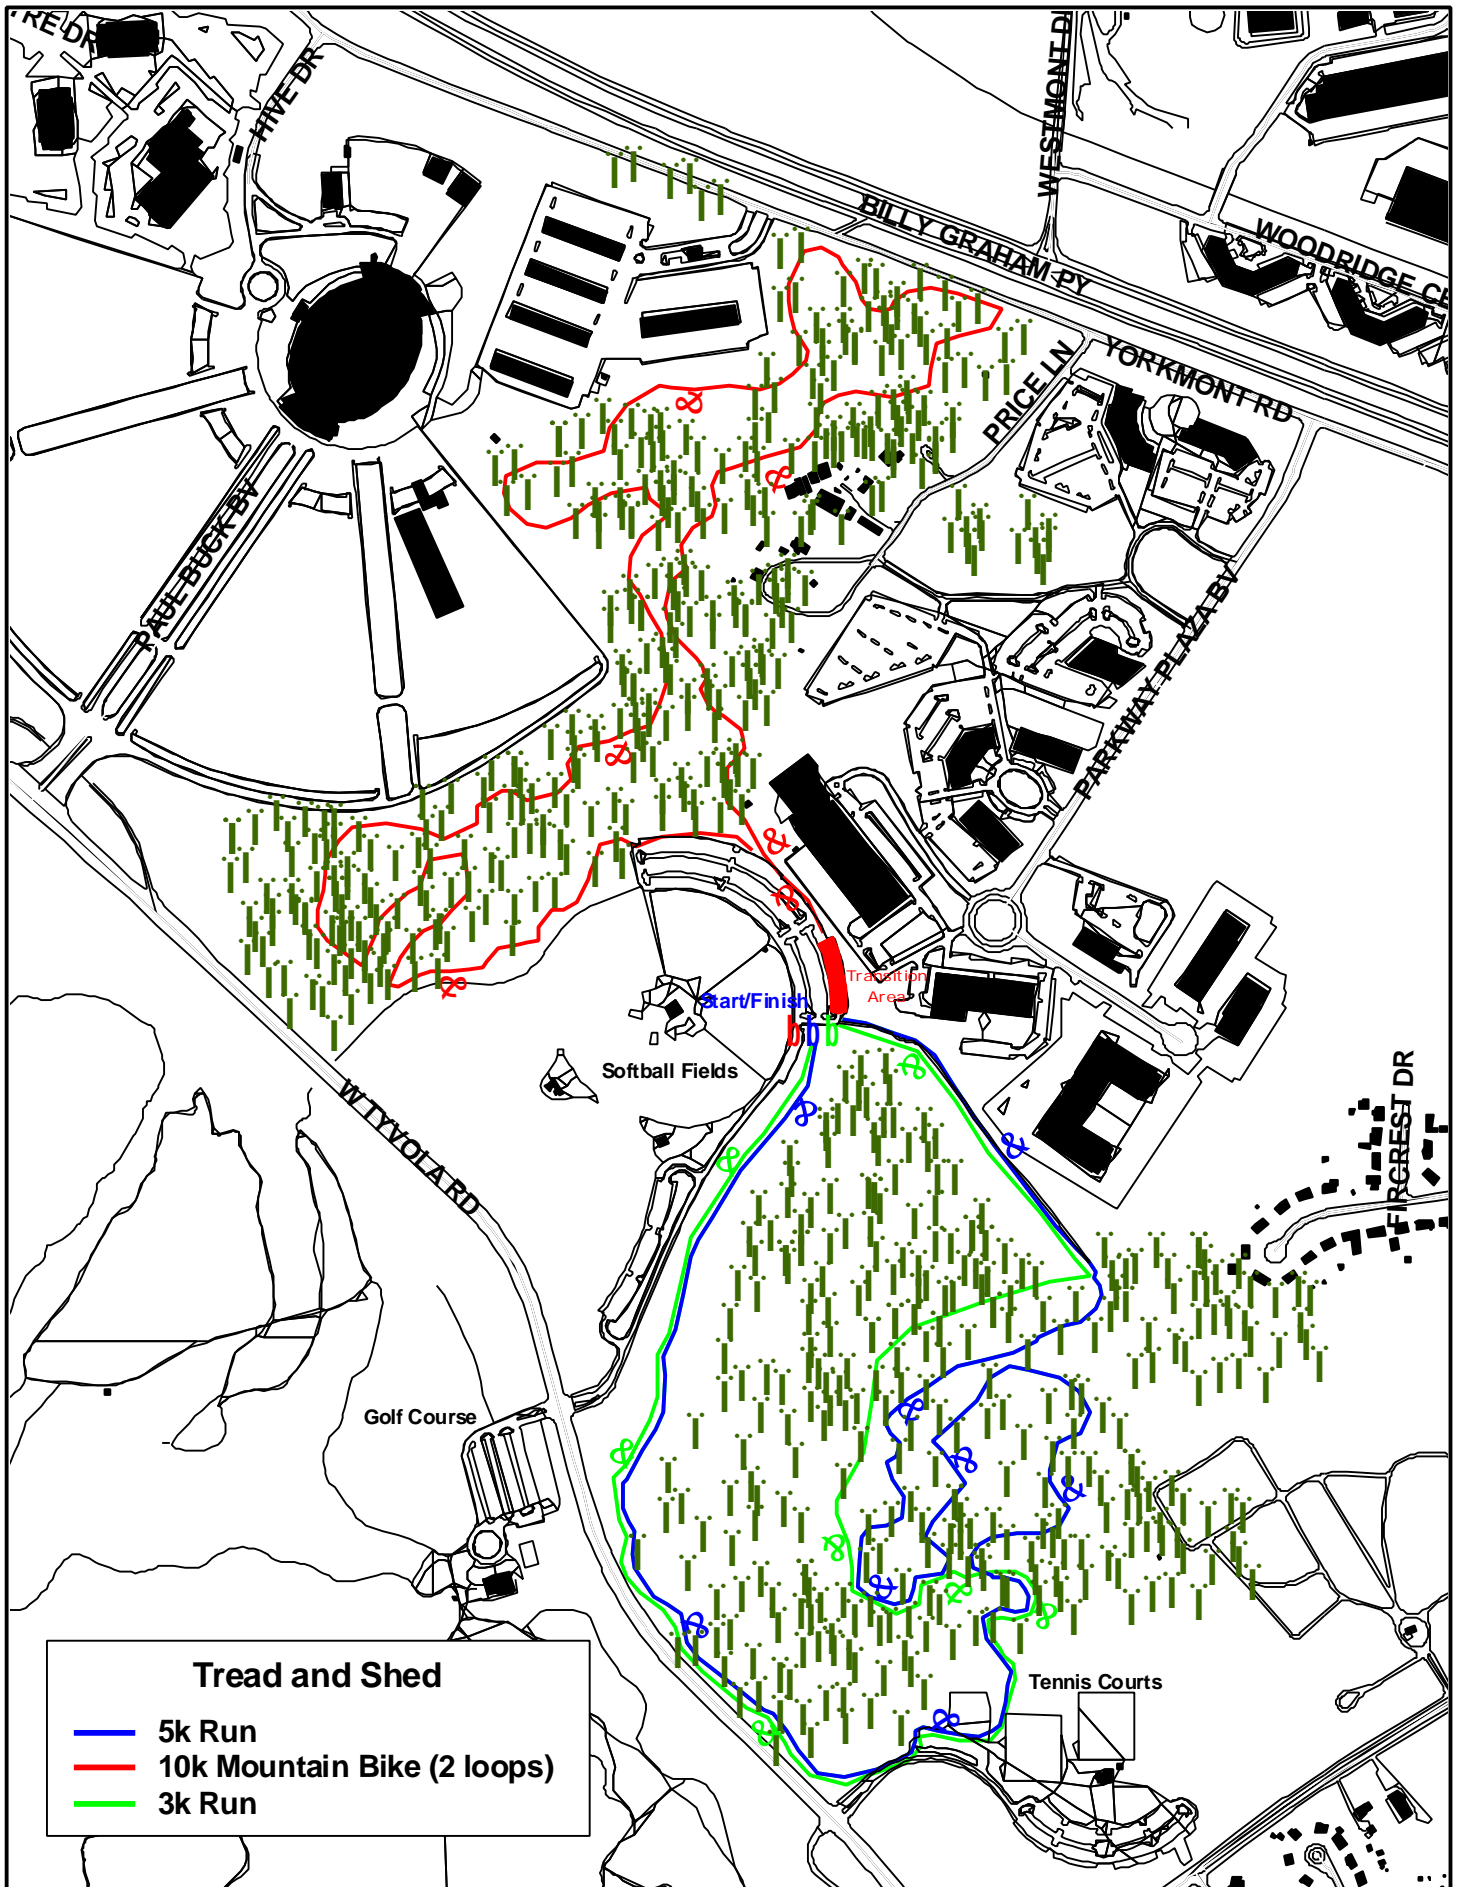 HIVE DR
WESTMONT
BILLY GRAHAM PY
WOODRIDGE
YORKMONT RD
PRICE LN
PAUL BUCK BV
PARKWAY PLAZA BV
Transition
Area
Start/Finish
Softball Fields
W TYVOLA RD
FIRCREST DR
Golf Course
Tennis Courts
Tread and Shed
5k Run
10k Mountain Bike (2 loops)
3k Run